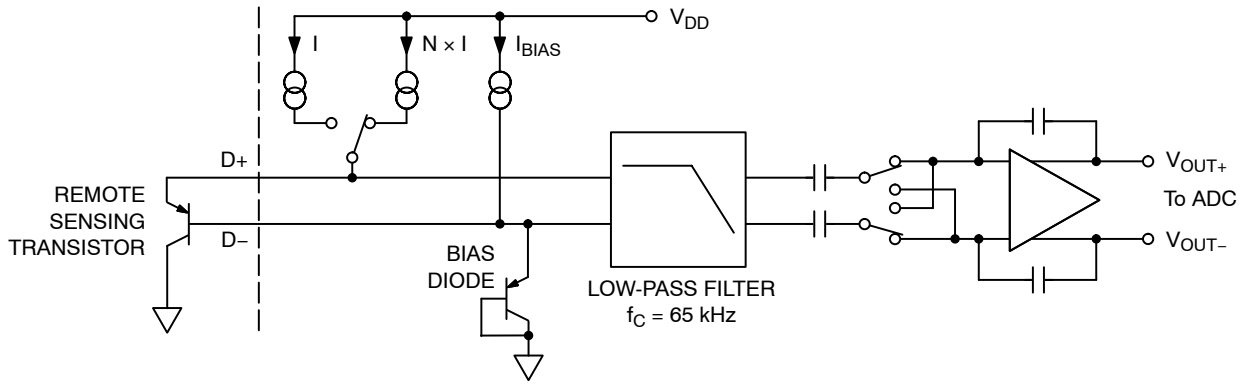 V_DD
I
N × I
I_BIAS
D+
REMOTE
SENSING
TRANSISTOR
D−
BIAS
DIODE
LOW-PASS FILTER
f_C = 65 kHz
V_OUT+
To ADC
V_OUT−